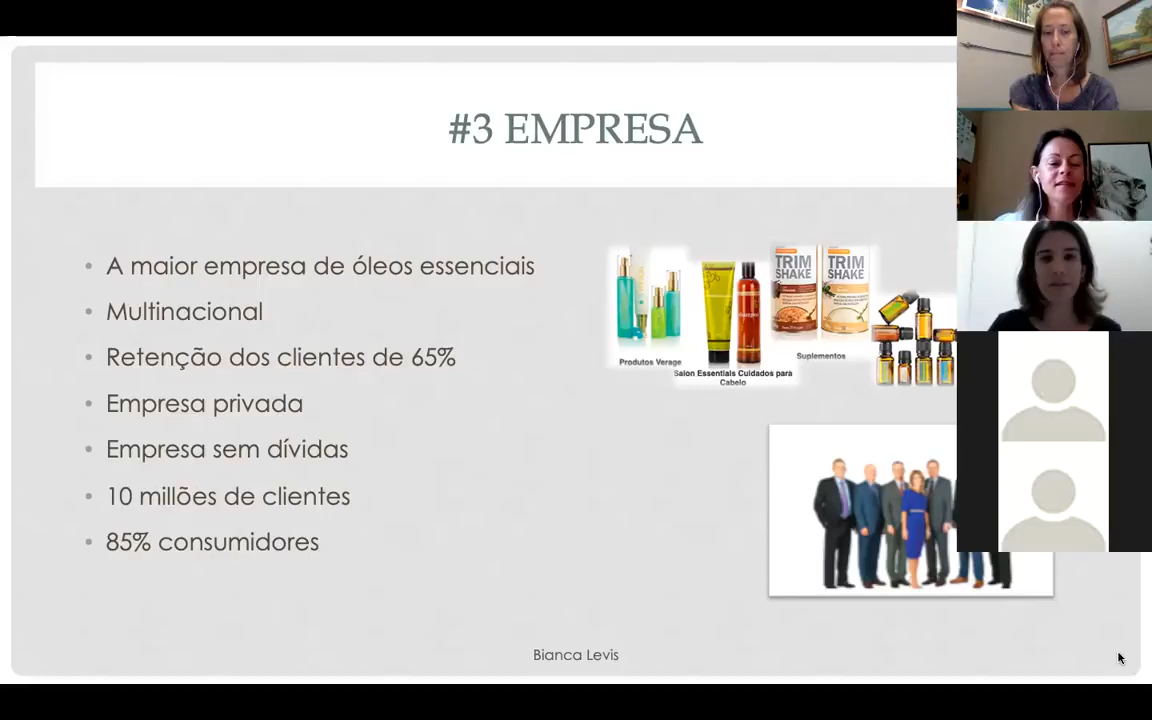 #3 EMPRESA
A maior empresa de óleos essenciais
Multinacional
Retenção dos clientes de 65%
Empresa privada
Empresa sem dívidas
10 millões de clientes
85% consumidores
TRIM
SHAKE
TRIM
SHAKE
Produtos Verage
Salon Essentials Cuidados para
Cabelo
Suplementos
Bianca Levis